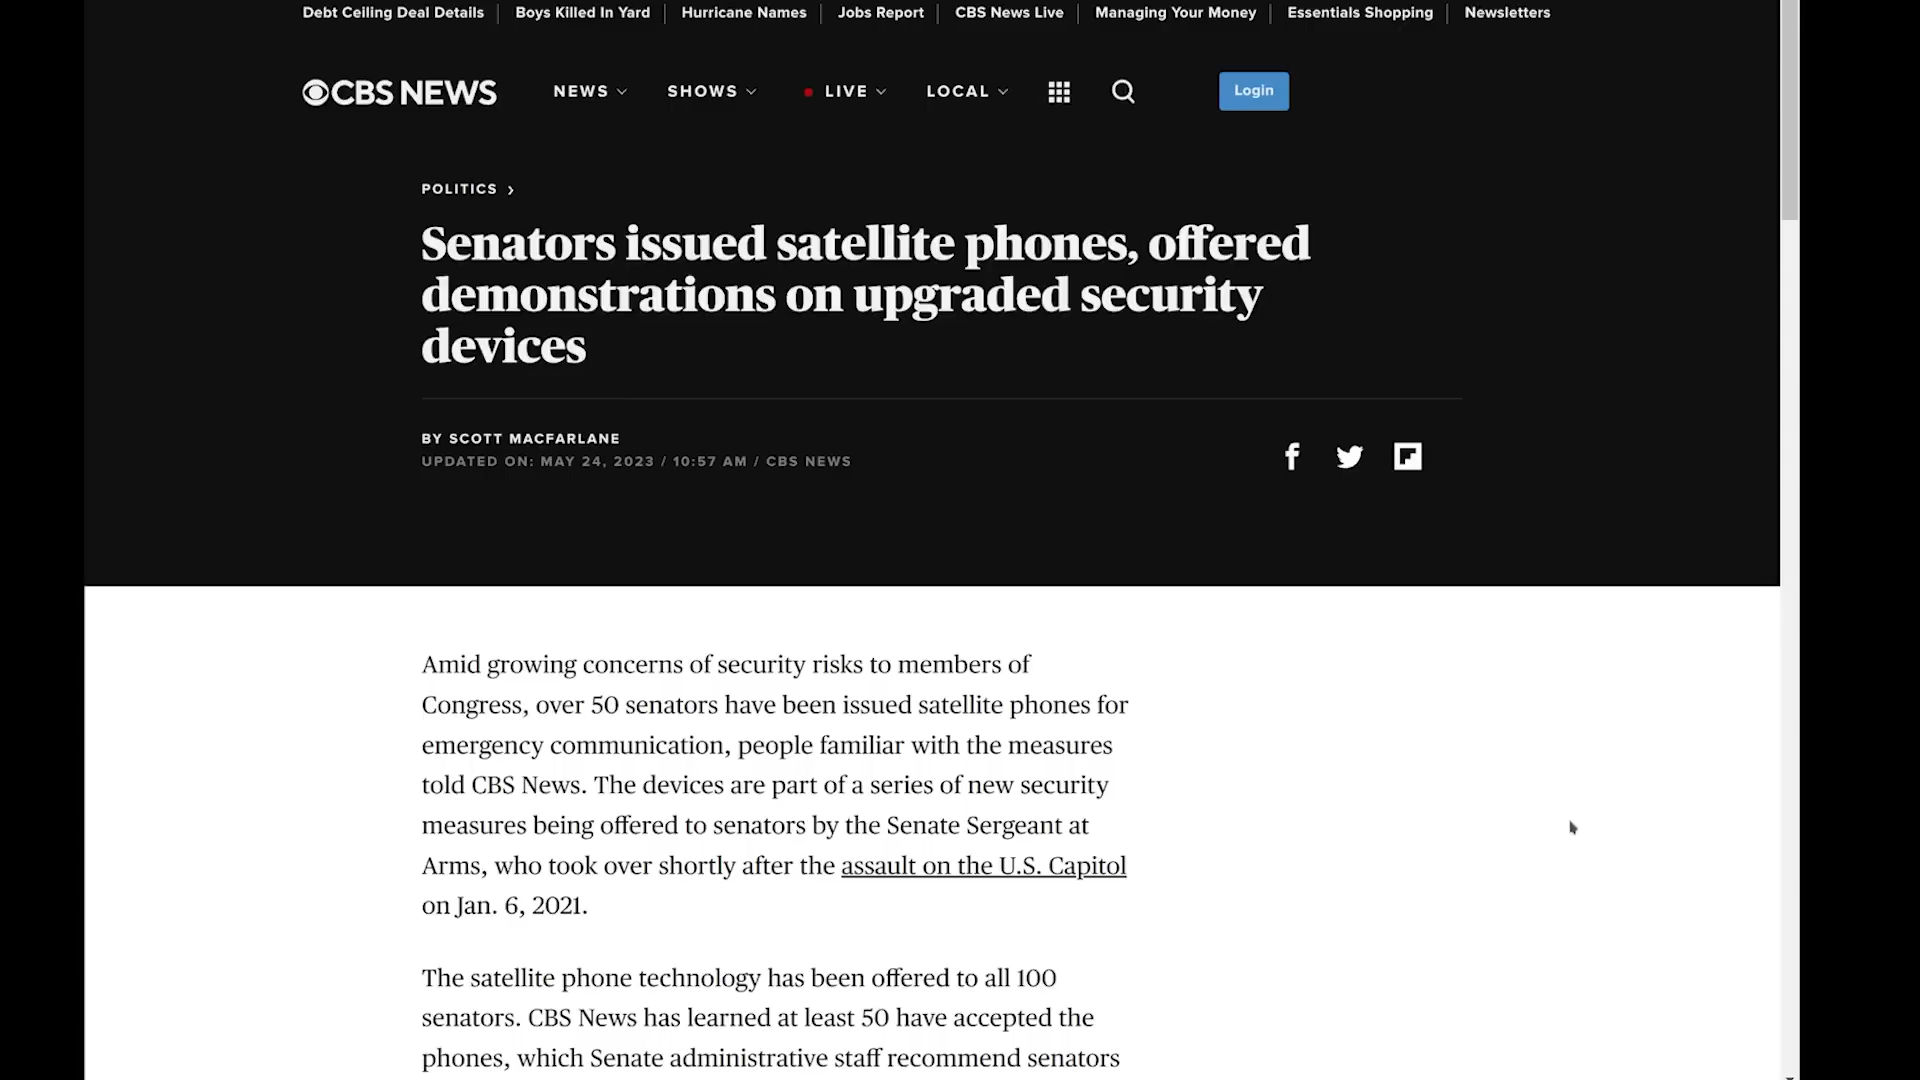 Debt Ceiling Deal Details Boys Killed In Yard Hurricane Names Jobs Report CBS News Live Managing Your Money Essentials Shopping Newsletters
CBS NEWS NEWS SHOWS LIVE LOCAL Login
POLITICS
Senators issued satellite phones, offered
demonstrations on upgraded security
devices
BY SCOTT MACFARLANE
UPDATED ON: MAY 24, 2023 / 10:57 AM / CBS NEWS
Amid growing concerns of security risks to members of
Congress, over 50 senators have been issued satellite phones for
emergency communication, people familiar with the measures
told CBS News. The devices are part of a series of new security
measures being offered to senators by the Senate Sergeant at
Arms, who took over shortly after the assault on the U.S. Capitol
on Jan. 6, 2021.
The satellite phone technology has been offered to all 100
senators. CBS News has learned at least 50 have accepted the
phones, which Senate administrative staff recommend senators